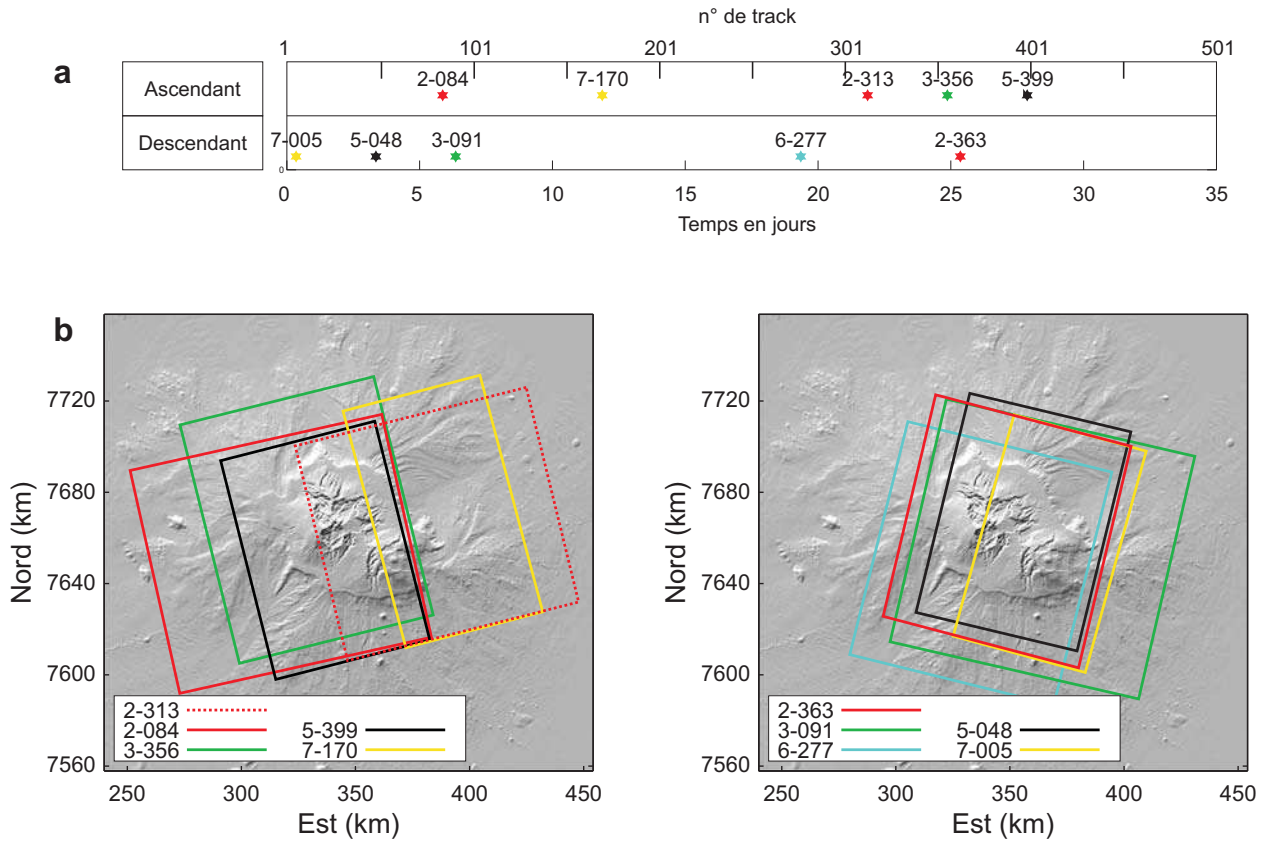 n° de track
1 101 201 301 401 501
a
Ascendant
2-084 7-170 2-313 3-356 5-399
Descendant
7-005 5-048 3-091 6-277 2-363
0
0 5 10 15 20 25 30 35
Temps en jours
b
7720
7680
7640
7600
7560
Nord (km)
2-313
2-084 5-399
3-356 7-170
250 300 350 400 450
Est (km)
7720
7680
7640
7600
7560
Nord (km)
2-363
3-091 5-048
6-277 7-005
250 300 350 400 450
Est (km)